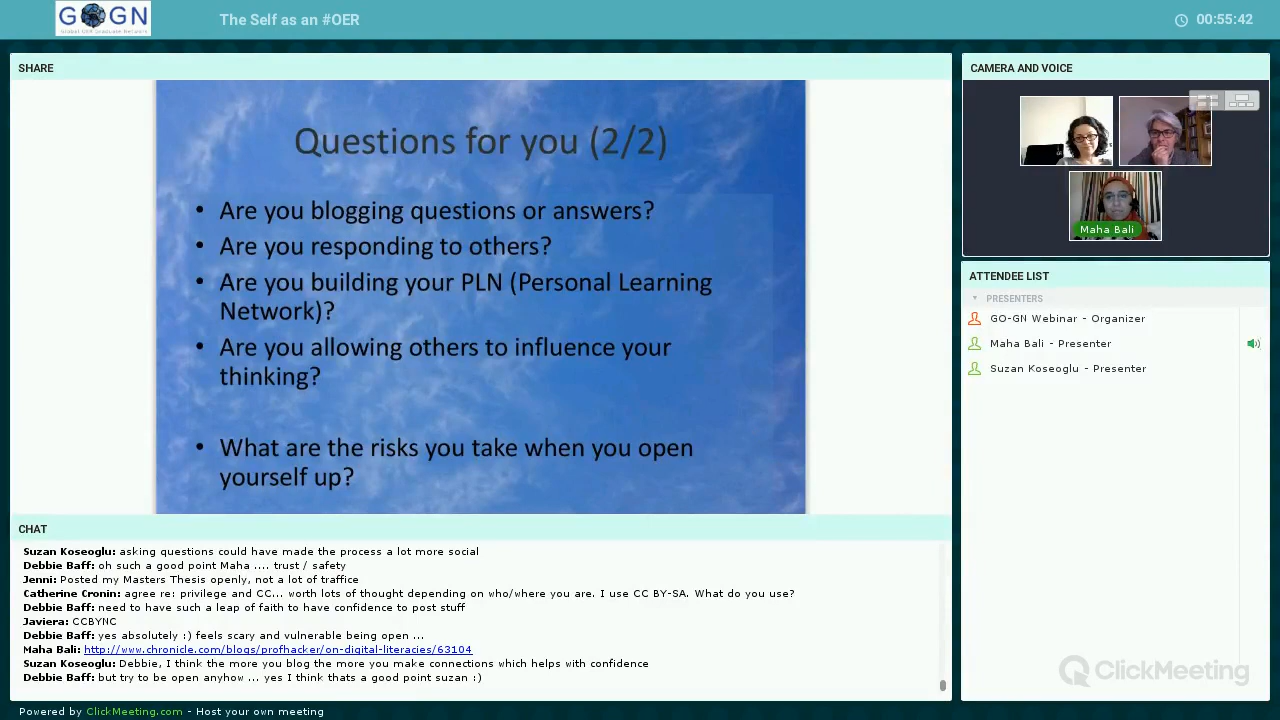 GOGN
Global OER Graduate Network
The Self as an #OER
00:55:42
SHARE
Questions for you (2/2)
• Are you blogging questions or answers?
• Are you responding to others?
• Are you building your PLN (Personal Learning
Network)?
• Are you allowing others to influence your
thinking?
• What are the risks you take when you open
yourself up?
CHAT
Suzan Koseoglu: asking questions could have made the process a lot more social
Debbie Baff: oh such a good point Maha .... trust / safety
Jenni: Posted my Masters Thesis openly, not a lot of traffice
Catherine Cronin: agree re: privilege and CC... worth lots of thought depending on who/where you are. I use CC BY-SA. What do you use?
Debbie Baff: need to have such a leap of faith to have confidence to post stuff
Javiera: CCBYNC
Debbie Baff: yes absolutely :) feels scary and vulnerable being open ...
Maha Bali: http://www.chronicle.com/blogs/profhacker/on-digital-literacies/63104
Suzan Koseoglu: Debbie, I think the more you blog the more you make connections which helps with confidence
Debbie Baff: but try to be open anyhow ... yes I think thats a good point suzan :)
CAMERA AND VOICE
Maha Bali
ATTENDEE LIST
PRESENTERS
GO-GN Webinar - Organizer
Maha Bali - Presenter
Suzan Koseoglu - Presenter
ClickMeeting
Powered by ClickMeeting.com - Host your own meeting